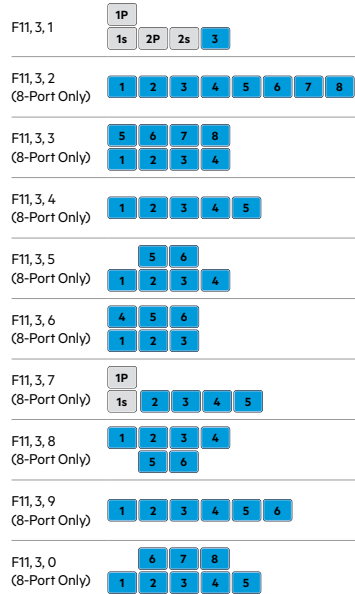 1P
F11, 3, 1
1s 2P 2s 3
F11, 3, 2
(8-Port Only)
1 2 3 4 5 6 7 8
F11, 3, 3
(8-Port Only)
5 6 7 8
1 2 3 4
F11, 3, 4
(8-Port Only)
1 2 3 4 5
F11, 3, 5
(8-Port Only)
5 6
1 2 3 4
F11, 3, 6
(8-Port Only)
4 5 6
1 2 3
F11, 3, 7
(8-Port Only)
1P
1s 2 3 4 5
F11, 3, 8
(8-Port Only)
1 2 3 4
5 6
F11, 3, 9
(8-Port Only)
1 2 3 4 5 6
F11, 3, 0
(8-Port Only)
6 7 8
1 2 3 4 5